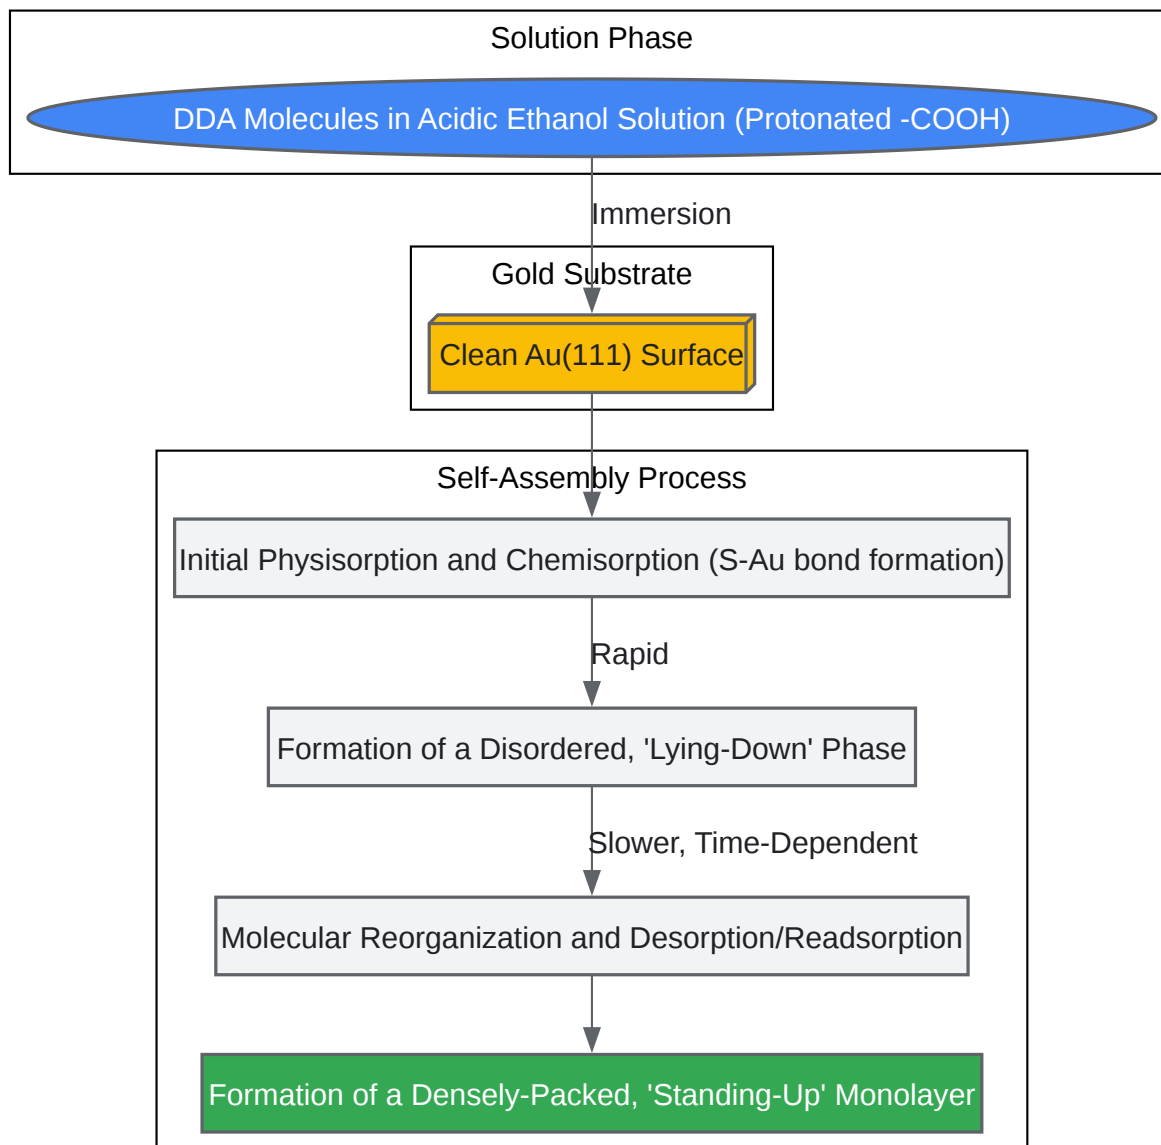 Solution Phase
DDA Molecules in Acidic Ethanol Solution (Protonated -COOH)
Immersion
Gold Substrate
Clean Au(111) Surface
Self-Assembly Process
Initial Physisorption and Chemisorption (S-Au bond formation)
Rapid
Formation of a Disordered, 'Lying-Down' Phase
Slower, Time-Dependent
Molecular Reorganization and Desorption/Readsorption
Formation of a Densely-Packed, 'Standing-Up' Monolayer